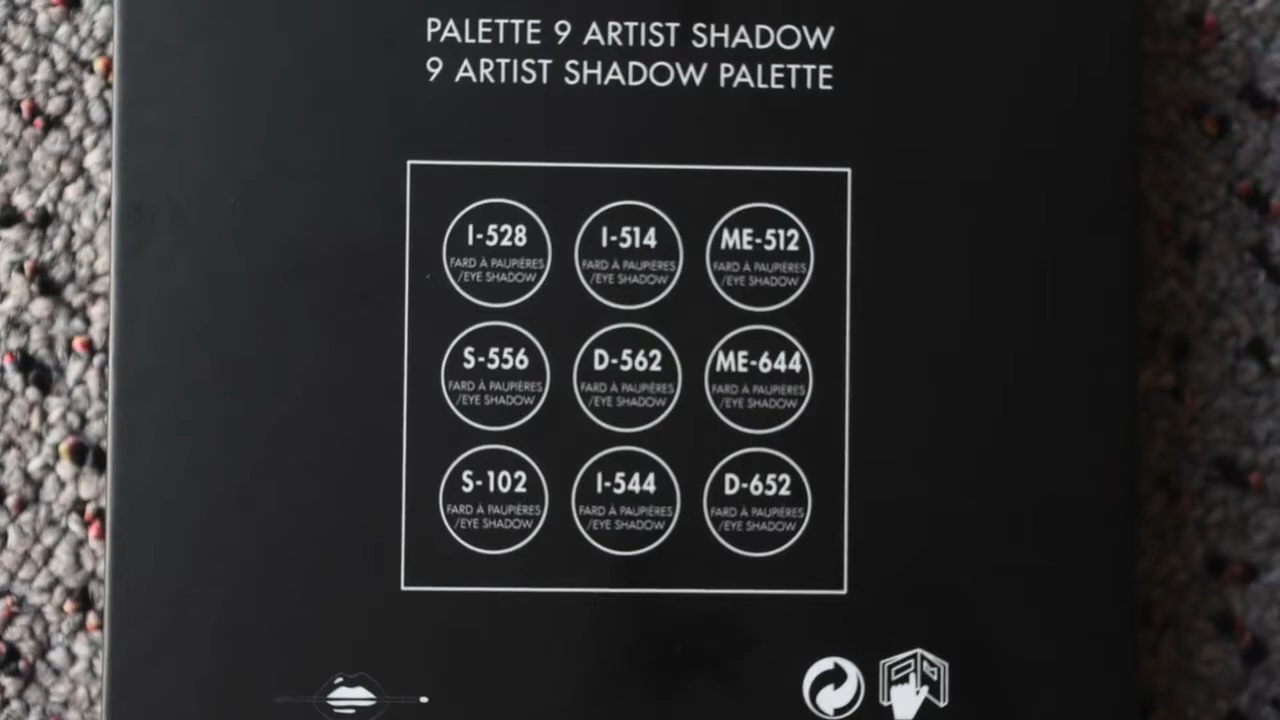 PALETTE 9 ARTIST SHADOW
9 ARTIST SHADOW PALETTE
I-528
FARD À PAUPIÈRES
/EYE SHADOW
I-514
FARD À PAUPIÈRES
/EYE SHADOW
ME-512
FARD À PAUPIÈRES
/EYE SHADOW
S-556
FARD À PAUPIÈRES
/EYE SHADOW
D-562
FARD À PAUPIÈRES
/EYE SHADOW
ME-644
FARD À PAUPIÈRES
/EYE SHADOW
S-102
FARD À PAUPIÈRES
/EYE SHADOW
I-544
FARD À PAUPIÈRES
/EYE SHADOW
D-652
FARD À PAUPIÈRES
/EYE SHADOW